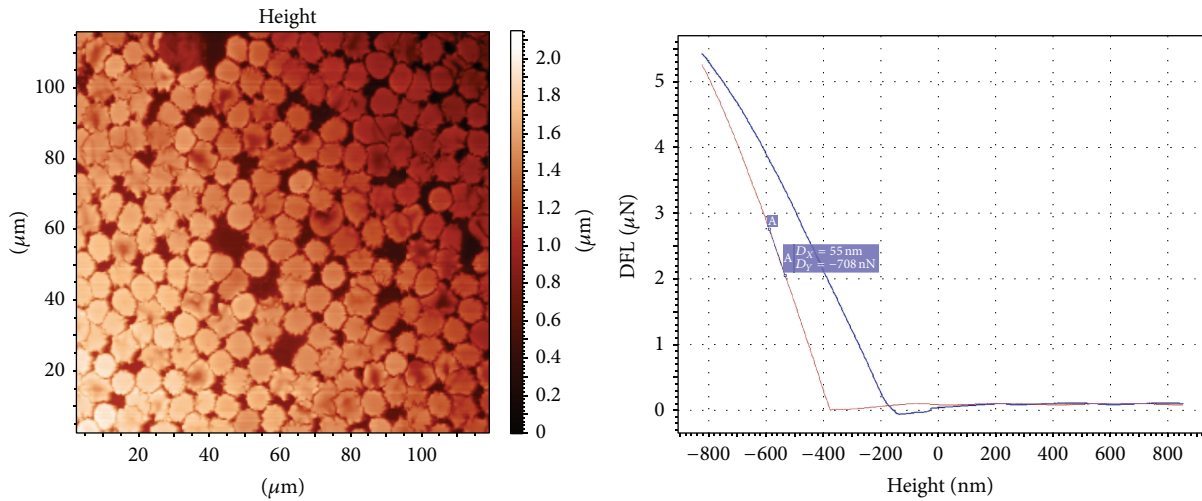 Height
100
80
60
40
20
(μm)
20 40 60 80 100
(μm)
2.0
1.8
1.6
1.4
1.2
1.0
0.8
0.6
0.4
0.2
0
(μm)
5
4
3
2
1
0
DFL (μN)
A
A D_X = 55 nm
D_Y = −708 nN
−800 −600 −400 −200 0 200 400 600 800
Height (nm)